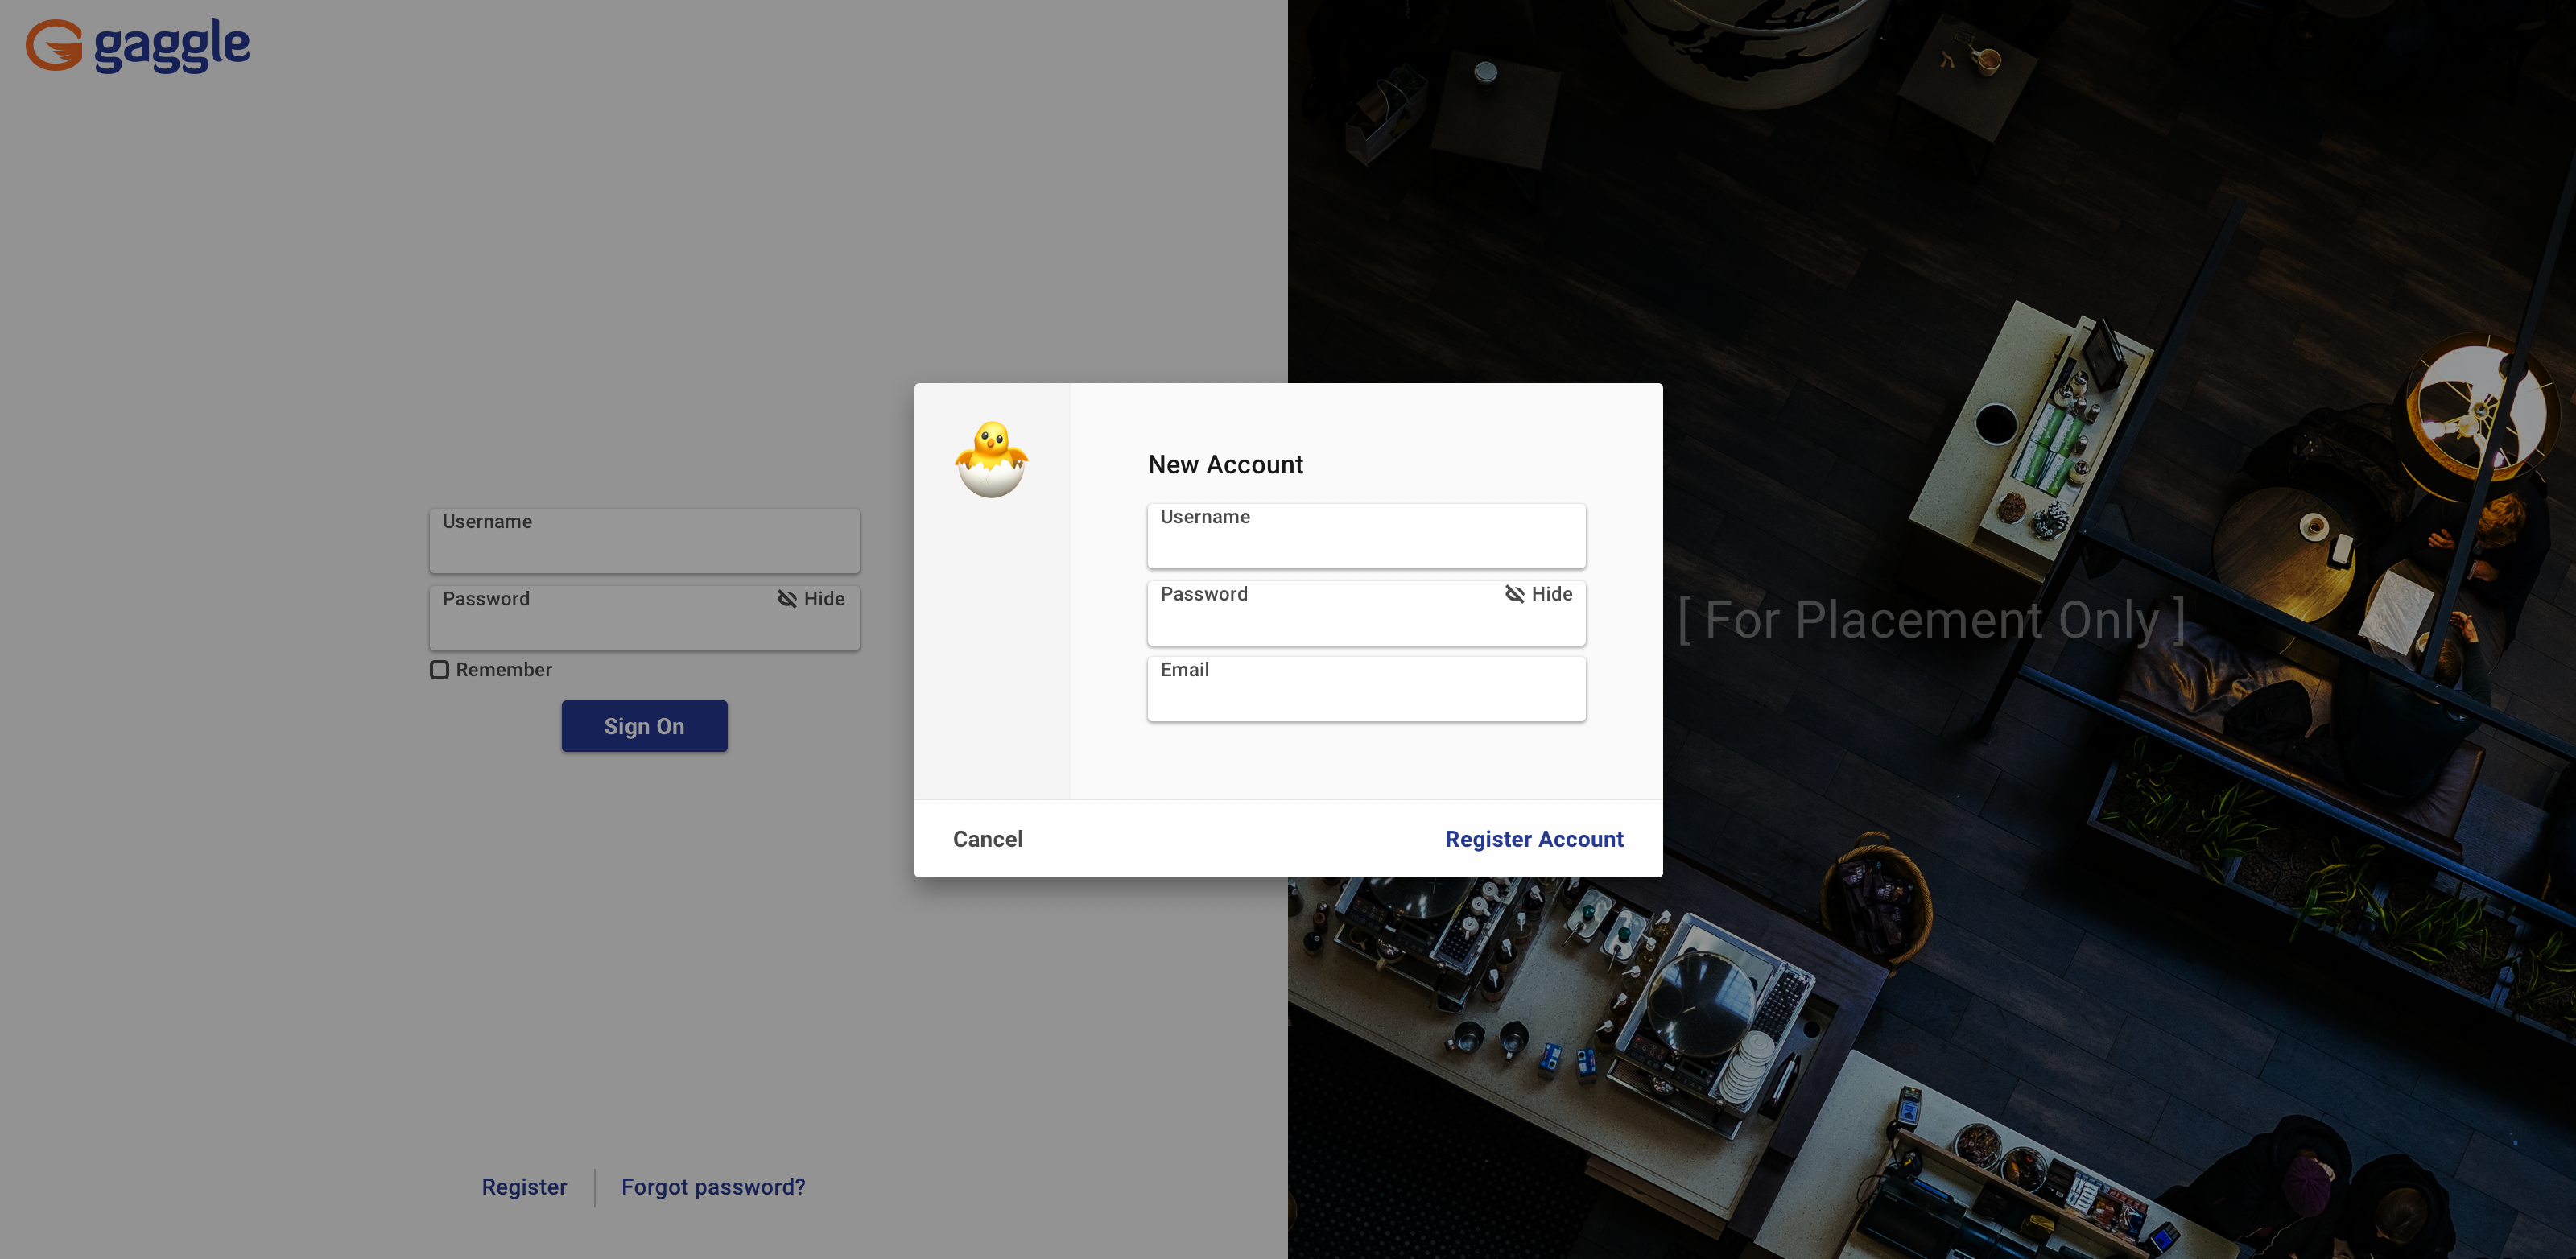 gaggle
Username
Password
Hide
Remember
Sign On
Register
Forgot password?
New Account
Username
Password
Hide
Email
Cancel
Register Account
[ For Placement Only ]